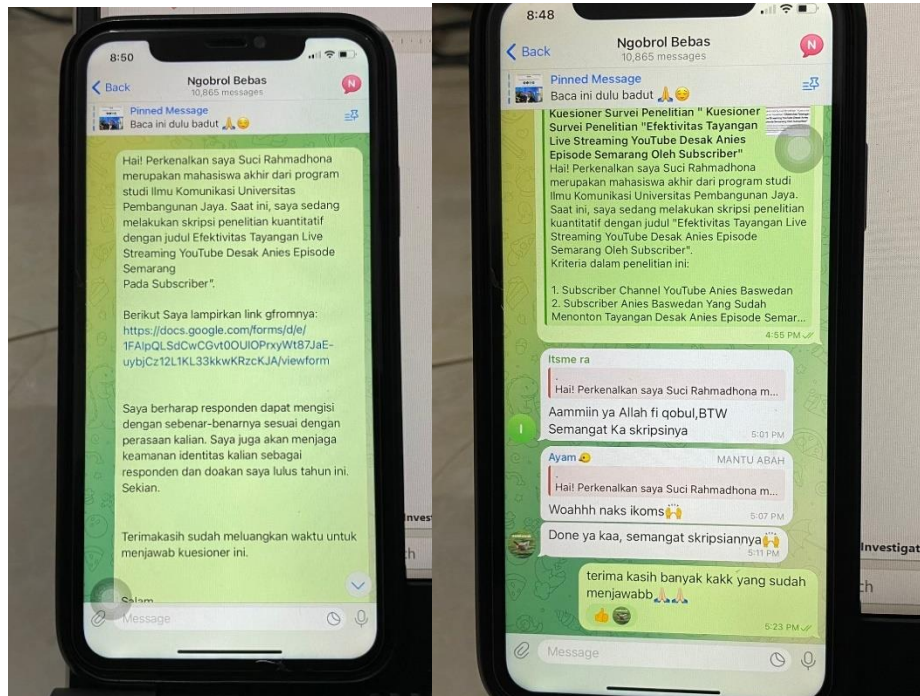 8:50
Back
Ngobrol Bebas
10,865 messages
N
Pinned Message
Baca ini dulu badut 🙏😌
Hai! Perkenalkan saya Suci Rahmadhona
merupakan mahasiswa akhir dari program
studi Ilmu Komunikasi Universitas
Pembangunan Jaya. Saat ini, saya sedang
melakukan skripsi penelitian kuantitatif
dengan judul Efektivitas Tayangan Live
Streaming YouTube Desak Anies Episode
Semarang
Pada Subscriber".
Berikut Saya lampirkan link gfromnya:
https://docs.google.com/forms/d/e/
1FAIpQLSdCwCGvt0OUIOPrxyWt87JaE-
uybjCz12L1KL33kkwKRzcKJA/viewform
Saya berharap responden dapat mengisi
dengan sebenar-benarnya sesuai dengan
perasaan kalian. Saya juga akan menjaga
keamanan identitas kalian sebagai
responden dan doakan saya lulus tahun ini.
Sekian.
Terimakasih sudah meluangkan waktu untuk
menjawab kuesioner ini.
Salam
Message
8:48
Back
Ngobrol Bebas
10,865 messages
N
Pinned Message
Baca ini dulu badut 🙏😌
Kuesioner Survei Penelitian " Kuesioner
Survei Penelitian "Efektivitas Tayangan
Live Streaming YouTube Desak Anies
Episode Semarang Oleh Subscriber"
Hai! Perkenalkan saya Suci Rahmadhona
merupakan mahasiswa akhir dari program
studi Ilmu Komunikasi Universitas
Pembangunan Jaya. Saat ini, saya sedang
melakukan skripsi penelitian kuantitatif
dengan judul "Efektivitas Tayangan Live
Streaming YouTube Desak Anies Episode
Semarang Oleh Subscriber".
Kriteria dalam penelitian ini:
1. Subscriber Channel YouTube Anies Baswedan
2. Subscriber Anies Baswedan Yang Sudah
Menonton Tayangan Desak Anies Episode Semar...
4:55 PM
Itsme ra
Hai! Perkenalkan saya Suci Rahmadhona m...
Aammiin ya Allah fi qobul,BTW
Semangat Ka skripsinya
5:01 PM
I
Ayam MANTU ABAH
Hai! Perkenalkan saya Suci Rahmadhona m...
Woahhh naks ikoms🙌
5:07 PM
Done ya kaa, semangat skripsiannya🙌
5:11 PM
terima kasih banyak kakk yang sudah
menjawabb🙏🙏
5:23 PM
Message
Investigat